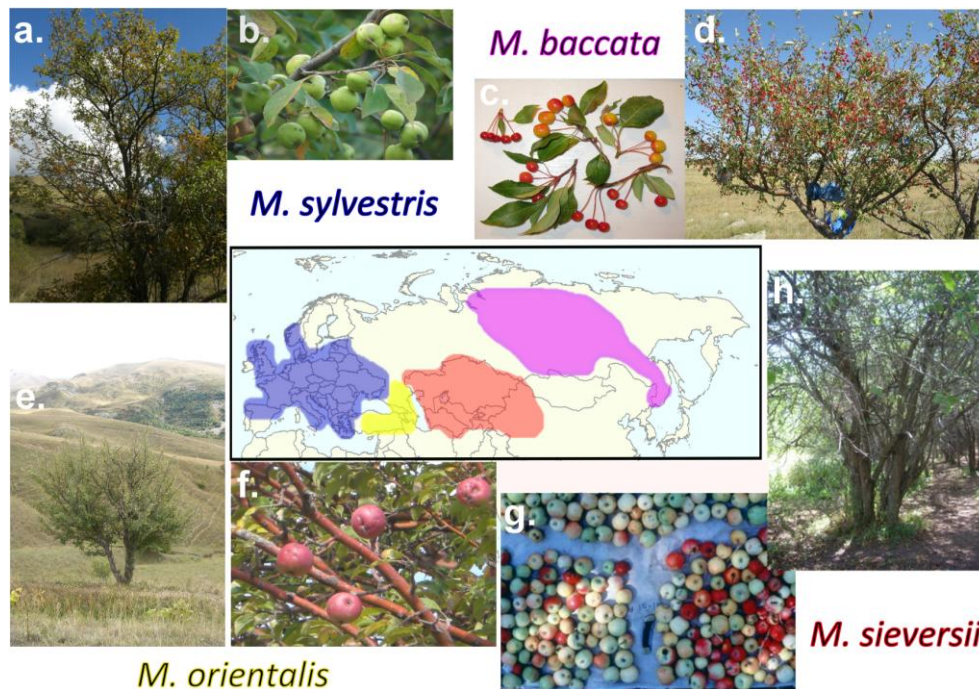 a.
b.
M. baccata
d.
c.
M. sylvestris
h.
e.
f.
g.
M. sieversii
M. orientalis